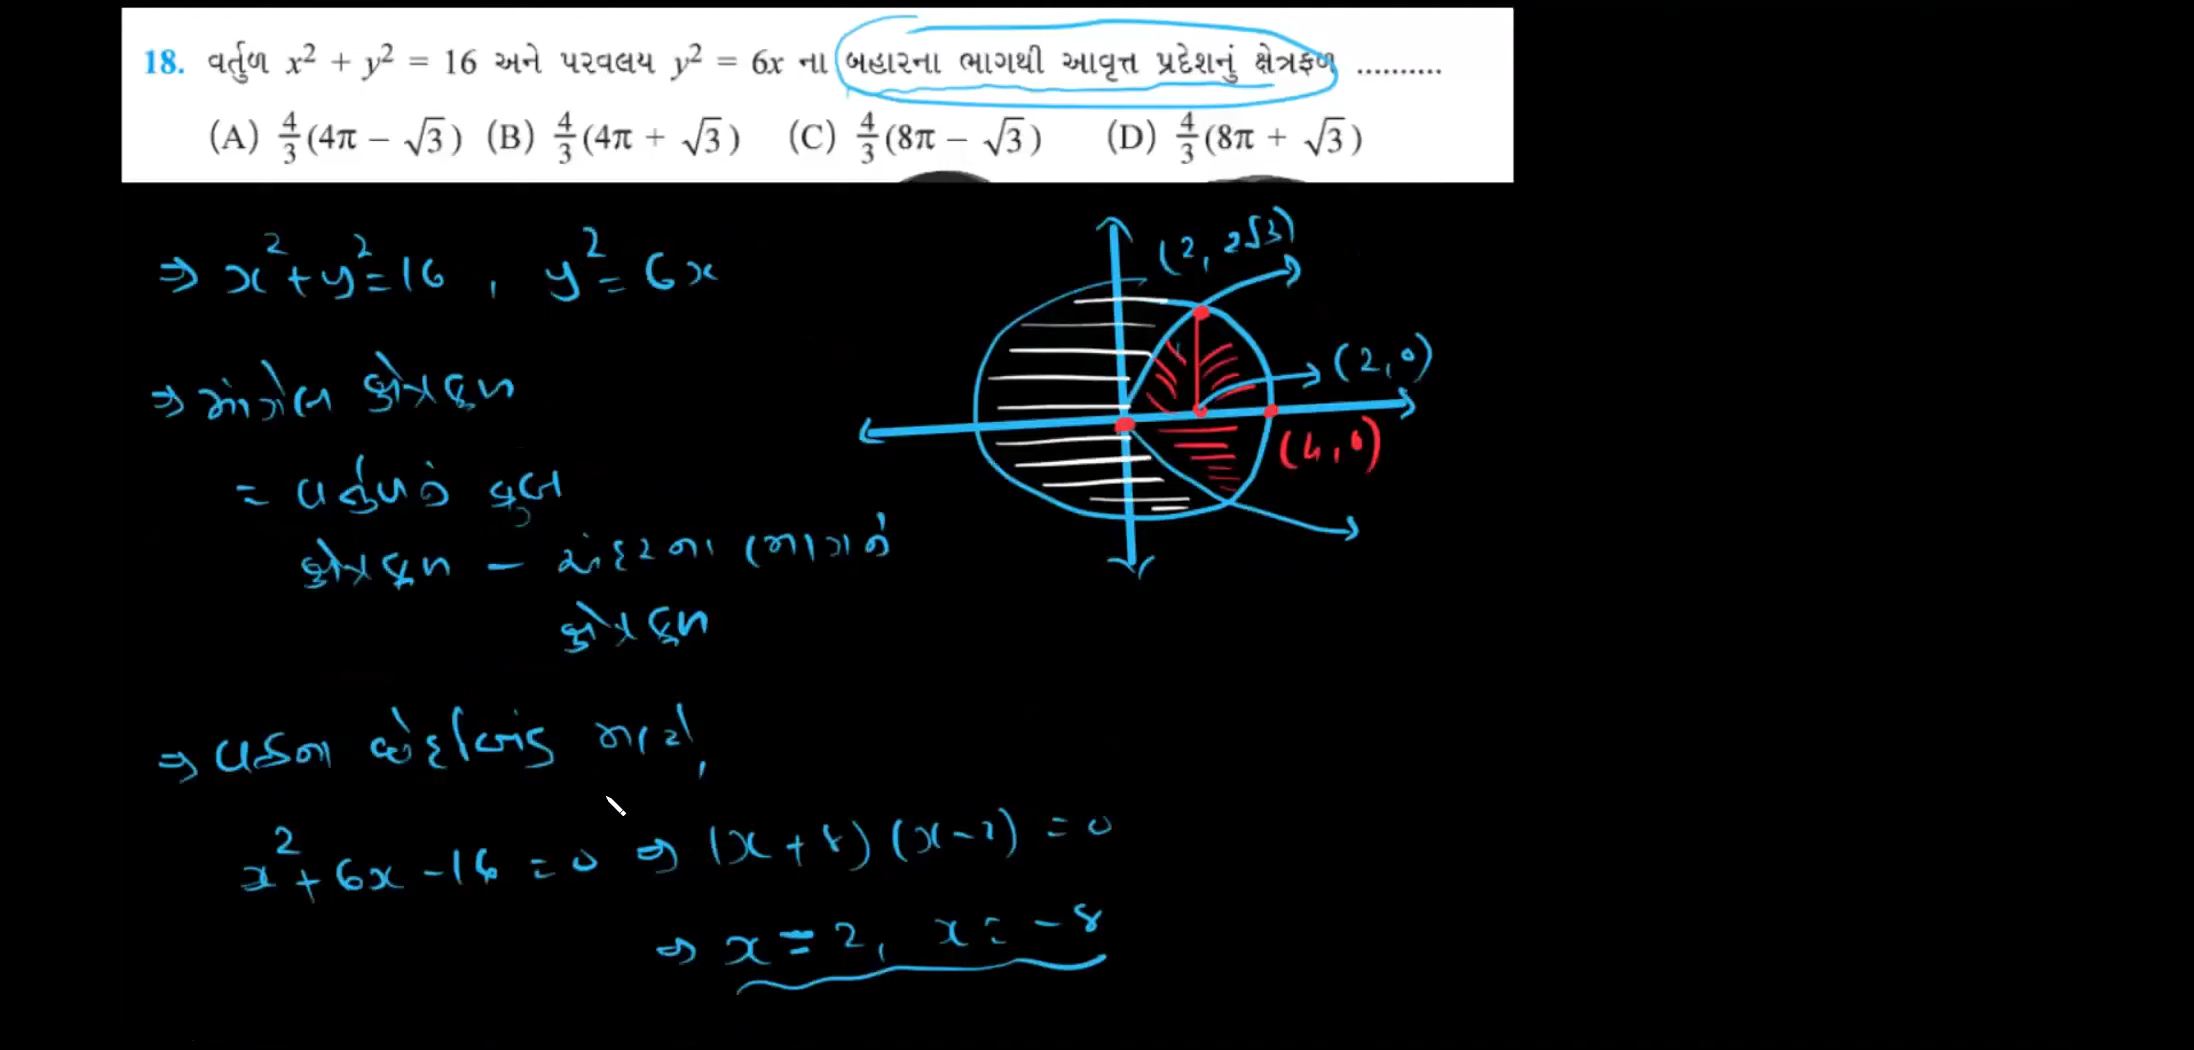 18. વર્તુળ x² + y² = 16 અને પરવલય y² = 6x ના બહારના ભાગથી આવૃત્ત પ્રદેશનું ક્ષેત્રફળ ..........
(A) 4/3 (4π – √3) (B) 4/3 (4π + √3) (C) 4/3 (8π – √3) (D) 4/3 (8π + √3)
⇒ x² + y² = 16 , y² = 6x
(2, 2√3)
(2, 0)
(4, 0)
⇒ માંગેલ ક્ષેત્રફળ
= વર્તુળનું કુલ
ક્ષેત્રફળ – અંદરના ભાગનું
ક્ષેત્રફળ
⇒ વક્રના છેદબિંદુ માટે,
x² + 6x – 16 = 0 ⇒ (x + 8) (x – 2) = 0
⇒ x = 2, x = – 8